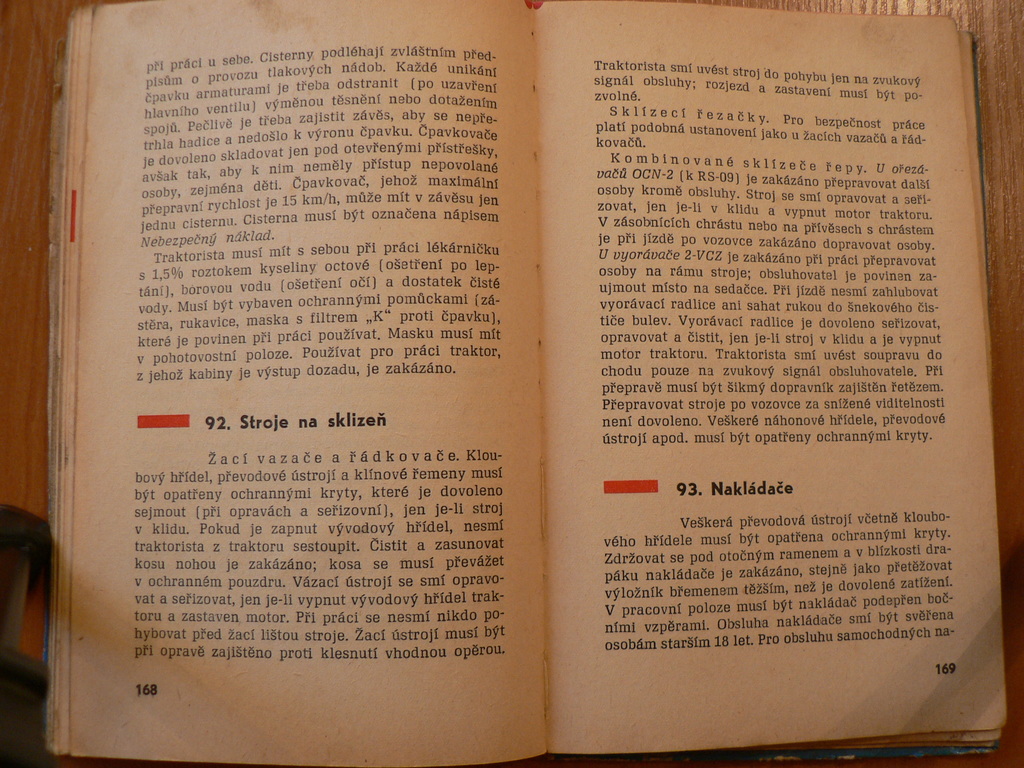 při práci u sebe. Cisterny podléhají zvláštním před-
pisům o provozu tlakových nádob. Každé unikání
čpavku armaturami je třeba odstranit (po uzavření
hlavního ventilu) výměnou těsnění nebo dotažením
spojů. Pečlivě je třeba zajistit závěs, aby se nepře-
trhla hadice a nedošlo k výronu čpavku. Čpavkovače
je dovoleno skladovat jen pod otevřenými přístřešky,
avšak tak, aby k nim neměly přístup nepovolané
osoby, zejména děti. Čpavkovač, jehož maximální
přepravní rychlost je 15 km/h, může mít v závěsu jen
jednu cisternu. Cisterna musí být označena nápisem
Nebezpečný náklad.
Traktorista musí mít s sebou při práci lékárničku
s 1,5% roztokem kyseliny octové (ošetření po lep-
tání), borovou vodu (ošetření očí) a dostatek čisté
vody. Musí být vybaven ochrannými pomůckami (zá-
stěra, rukavice, maska s filtrem „K“ proti čpavku),
které je povinen při práci používat. Masku musí mít
v pohotovostní poloze. Používat pro práci traktor,
z jehož kabiny je výstup dozadu, je zakázáno.
92. Stroje na sklizeň
Žací vazače a řádkovače. Klou-
bový hřídel, převodové ústrojí a klínové řemeny musí
být opatřeny ochrannými kryty, které je dovoleno
sejmout (při opravách a seřizovní), jen je-li stroj
v klidu. Pokud je zapnut vývodový hřídel, nesmí
traktorista z traktoru sestoupit. Čistit a zasunovat
kosu nohou je zakázáno; kosa se musí převážet
v ochranném pouzdru. Vázací ústrojí se smí opravo-
vat a seřizovat, jen je-li vypnut vývodový hřídel trak-
toru a zastaven motor. Při práci se nesmí nikdo po-
hybovat před žací lištou stroje. Žací ústrojí musí být
při opravě zajištěno proti klesnutí vhodnou opěrou.
168
Traktorista smí uvést stroj do pohybu jen na zvukový
signál obsluhy; rozjezd a zastavení musí být po-
zvolné.
Sklízecí řezačky. Pro bezpečnost práce
platí podobná ustanovení jako u žacích vazačů a řád-
kovačů.
Kombinované sklízeče řepy. U ořezá-
vačů OCN-2 (k RS-09) je zakázáno přepravovat další
osoby kromě obsluhy. Stroj se smí opravovat a seři-
zovat, jen je-li v klidu a vypnut motor traktoru.
V zásobnících chrástu nebo na přívěsech s chrástem
je při jízdě po vozovce zakázáno dopravovat osoby.
U vyorávače 2-VCZ je zakázáno při práci přepravovat
osoby na rámu stroje; obsluhovatel je povinen za-
ujmout místo na sedačce. Při jízdě nesmí zahlubovat
vyorávací radlice ani sahat rukou do šnekového čis-
tiče bulev. Vyorávací radlice je dovoleno seřizovat,
opravovat a čistit, jen je-li stroj v klidu a je vypnut
motor traktoru. Traktorista smí uvést soupravu do
chodu pouze na zvukový signál obsluhovatele. Při
přepravě musí být šikmý dopravník zajištěn řetězem.
Přepravovat stroje po vozovce za snížené viditelnosti
není dovoleno. Veškeré náhonové hřídele, převodové
ústrojí apod. musí být opatřeny ochrannými kryty.
93. Nakládače
Veškerá převodová ústrojí včetně kloubo-
vého hřídele musí být opatřena ochrannými kryty.
Zdržovat se pod otočným ramenem a v blízkosti dra-
páku nakládače je zakázáno, stejně jako přetěžovat
výložník břemenem těžším, než je dovolené zatížení.
V pracovní poloze musí být nakládač podepřen boč-
ními vzpěrami. Obsluha nakládače smí být svěřena
osobám starším 18 let. Pro obsluhu samochodných na-
169